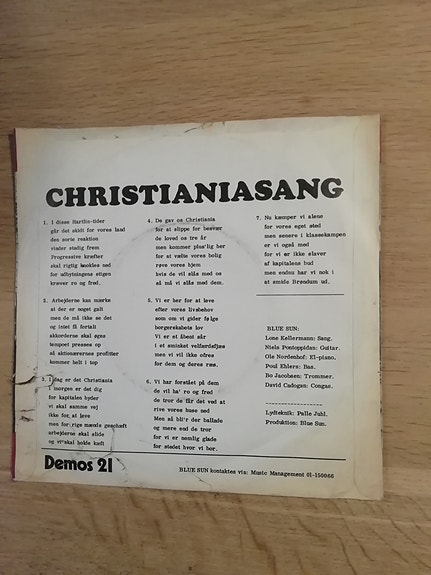 CHRISTIANIASANG
1. I disse Hartlin-tider
går det skidt for vores land
den sorte reaktion
vinder stadig frem
Progressive kræfter
skal rigtig knokles ned
for udbytningens stigen
kræver ro og fred.
2. Arbejderne kan mærke
at der er noget galt
men de må ikke se det
og intet få fortalt
akkorderne skal øges
tempoet presses op
så aktionærernes profitter
kommer helt i top
3. I dag er det Christiania
i morgen er det dig
for kapitalen byder
vi skal samme vej
ikke for at leve
men for rige mænds geschæft
arbejderne skal slide
og vi skal holde kæft
4. De gav os Christiania
for at slippe for besvær
de loved os tre år
men kommer plus'lig her
for at vælte vores bolig
røve vores hjem
hvis de vil slås med os
så må vi slås med dem.
5. Vi er her for at leve
efter vores livsbehov
som om vi gider følge
borgerskabets lov
Vi er et åbent sår
i et smisket velfærdsfjæs
men vi vil ikke ofres
for dem og deres ræs.
6. Vi har forstået på dem
de vil ha' ro og fred
de tror de får det ved at
rive vores huse ned
Men så bli'r der ballade
og mere end de tror
for vi er nemlig glade
for stedet hvor vi bor.
7. Nu kæmper vi alene
for vores eget sted
men senere i klassekampen
er vi også med
for vi er ikke slaver
af kapitalens bud
men endnu har vi nok i
at smide Brøndum ud.
BLUE SUN:
Lone Kellermann: Sang.
Niels Pontoppidan: Guitar.
Ole Nordenhof: El-piano.
Poul Ehlers: Bas.
Bo Jacobsen: Trommer.
David Cadogan: Congas.
Lydteknik: Palle Juhl.
Produktion: Blue Sun.
Demos 21
BLUE SUN kontaktes via: Music Management 01-150066